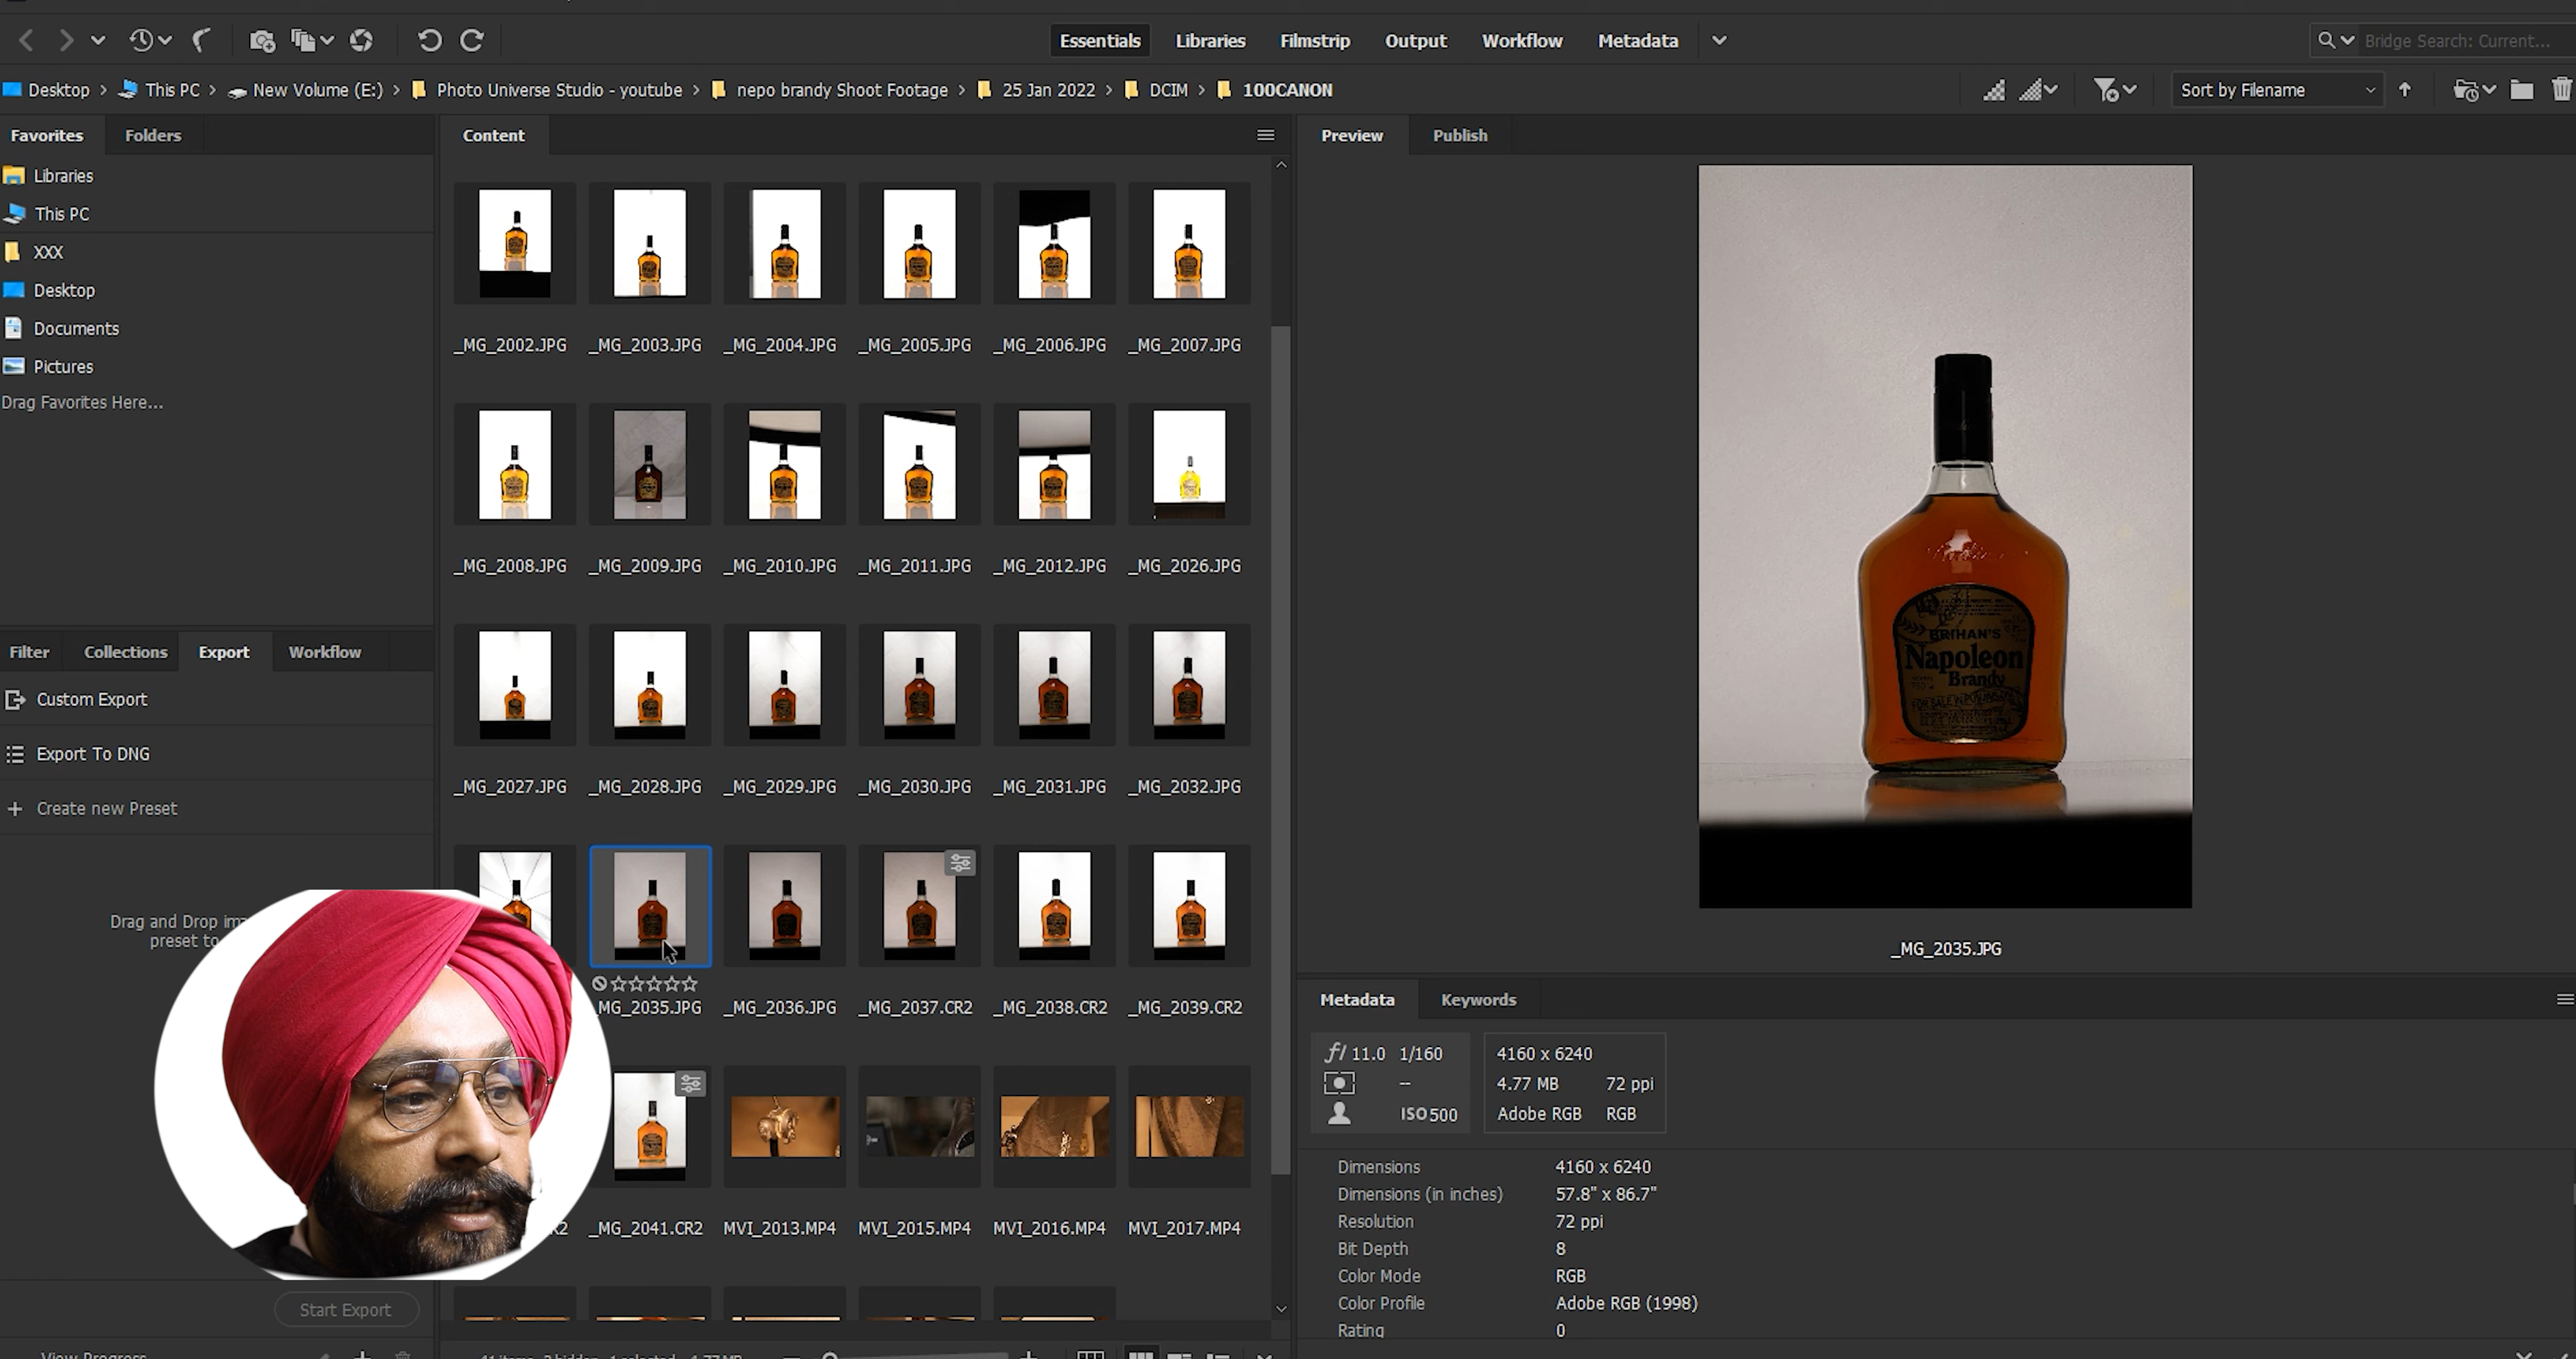 Essentials Libraries Filmstrip Output Workflow Metadata
Bridge Search: Current...
Desktop This PC New Volume (E:) Photo Universe Studio - youtube nepo brandy Shoot Footage 25 Jan 2022 DCIM 100CANON
Sort by Filename
Favorites Folders
Libraries
This PC
XXX
Desktop
Documents
Pictures
Drag Favorites Here...
Filter Collections Export Workflow
Custom Export
Export To DNG
Create new Preset
Drag and Drop
preset to
Start Export
View Progress
Content
_MG_2002.JPG _MG_2003.JPG _MG_2004.JPG _MG_2005.JPG _MG_2006.JPG _MG_2007.JPG
_MG_2008.JPG _MG_2009.JPG _MG_2010.JPG _MG_2011.JPG _MG_2012.JPG _MG_2026.JPG
_MG_2027.JPG _MG_2028.JPG _MG_2029.JPG _MG_2030.JPG _MG_2031.JPG _MG_2032.JPG
_MG_2035.JPG _MG_2036.JPG _MG_2037.CR2 _MG_2038.CR2 _MG_2039.CR2
_MG_2041.CR2 MVI_2013.MP4 MVI_2015.MP4 MVI_2016.MP4 MVI_2017.MP4
Preview Publish
BRIHAN'S
Napoleon
Brandy
_MG_2035.JPG
Metadata Keywords
f/ 11.0 1/160
--
ISO 500
4160 x 6240
4.77 MB 72 ppi
Adobe RGB RGB
Dimensions 4160 x 6240
Dimensions (in inches) 57.8" x 86.7"
Resolution 72 ppi
Bit Depth 8
Color Mode RGB
Color Profile Adobe RGB (1998)
Rating 0